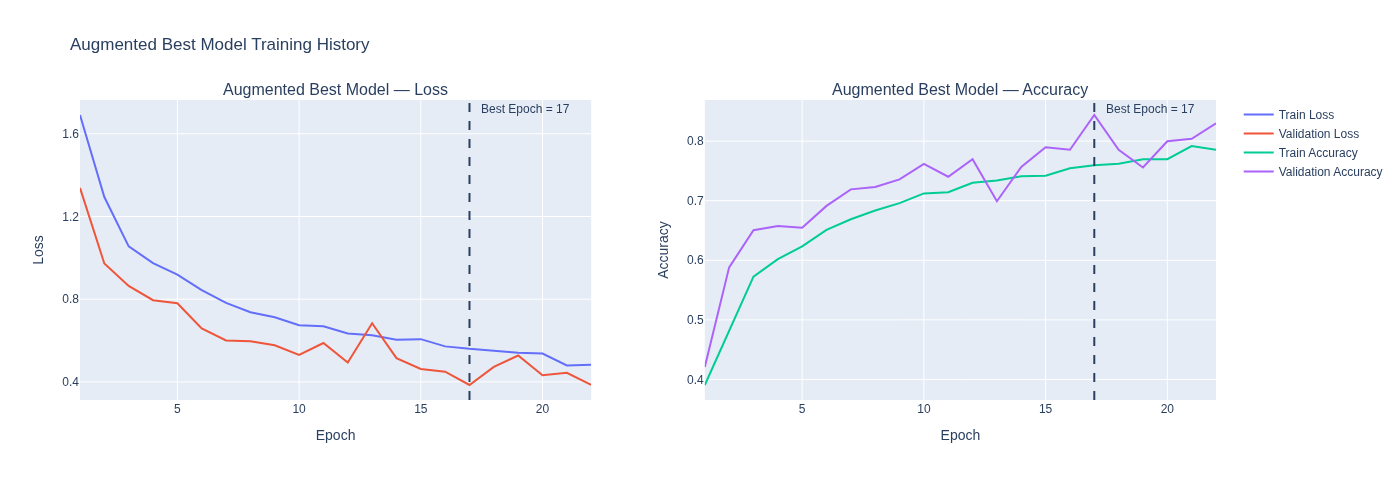 Augmented Best Model Training History
Augmented Best Model — Loss
Best Epoch = 17
1.6
1.2
0.8
0.4
Loss
5
10
15
20
Epoch
Augmented Best Model — Accuracy
Best Epoch = 17
0.8
0.7
0.6
0.5
0.4
Accuracy
5
10
15
20
Epoch
Train Loss
Validation Loss
Train Accuracy
Validation Accuracy